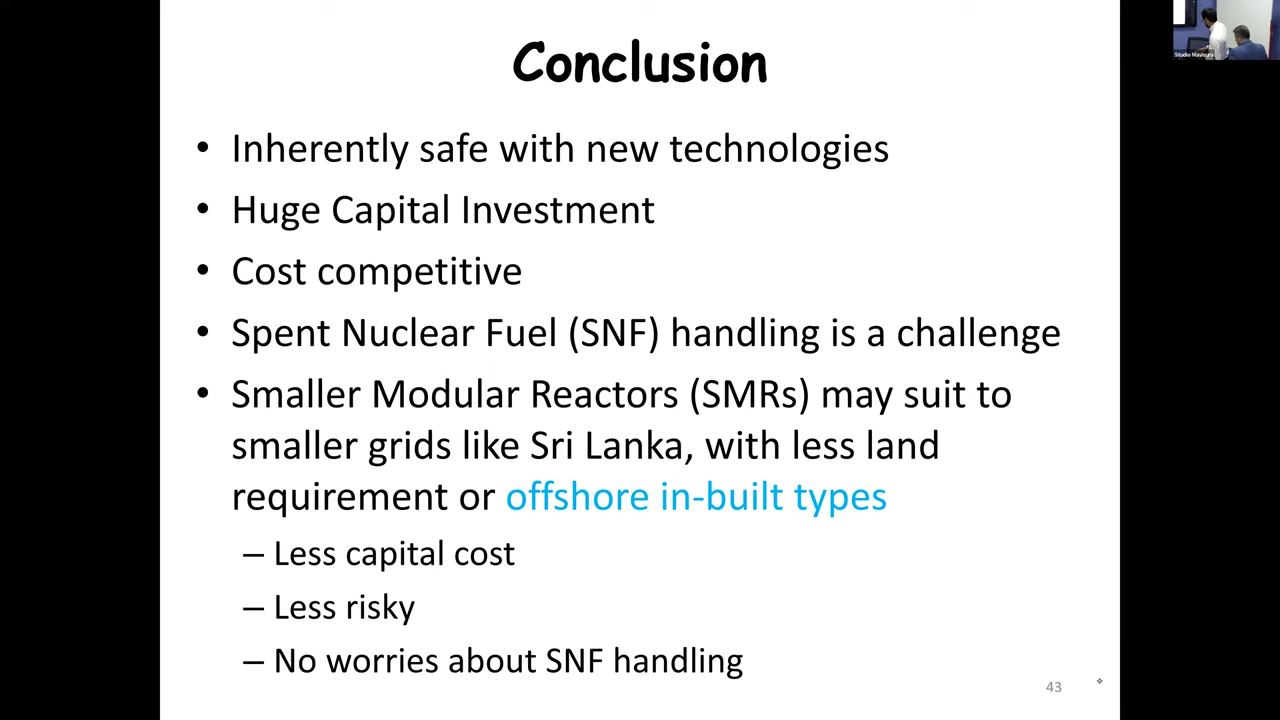 Conclusion
• Inherently safe with new technologies
• Huge Capital Investment
• Cost competitive
• Spent Nuclear Fuel (SNF) handling is a challenge
• Smaller Modular Reactors (SMRs) may suit to
smaller grids like Sri Lanka, with less land
requirement or offshore in-built types
– Less capital cost
– Less risky
– No worries about SNF handling
43